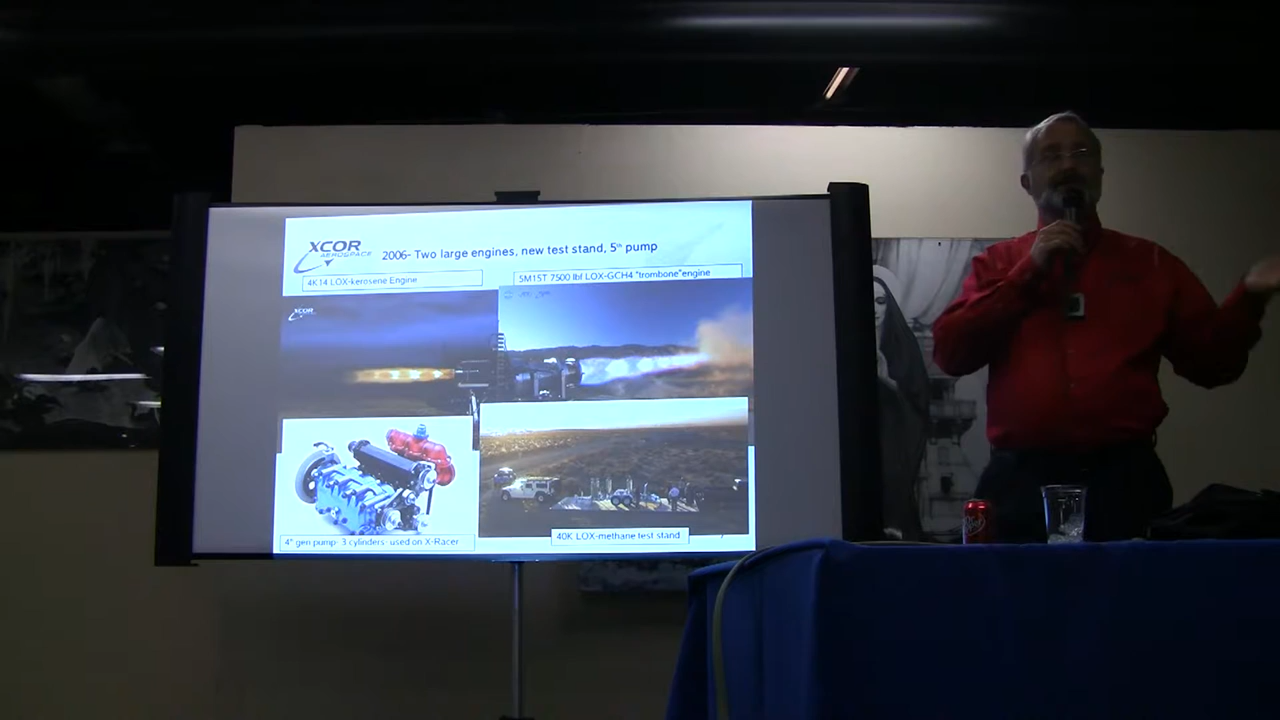 XCOR
AEROSPACE
2006- Two large engines, new test stand, 5th pump
4K14 LOX-kerosene Engine
5M15T 7500 lbf LOX-GCH4 "trombone"engine
XCOR
4th gen pump- 3 cylinders- used on X-Racer
40K LOX-methane test stand